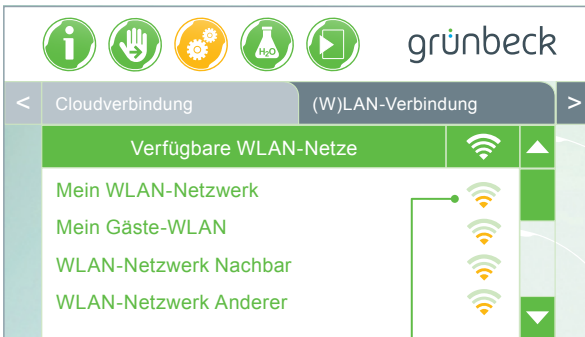 i
H₂O
grünbeck
< Cloudverbindung (W)LAN-Verbindung >
Verfügbare WLAN-Netze
Mein WLAN-Netzwerk
Mein Gäste-WLAN
WLAN-Netzwerk Nachbar
WLAN-Netzwerk Anderer